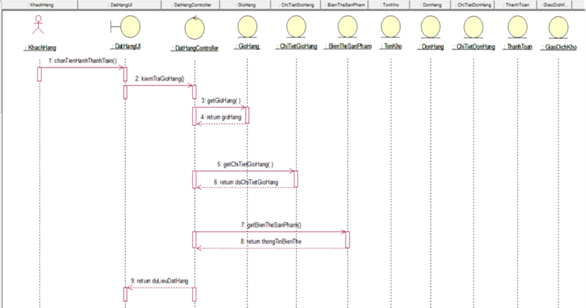 : KhachHang
: DatHangUI
: DatHangController
: GioHang
: ChiTietGioHang
: BienTheSanPham
: TonKho
: DonHang
: ChiTietDonHang
: ThanhToan
: GiaoDichK...
: KhachHang
: DatHangUI
: DatHangController
: GioHang
: ChiTietGioHang
: BienTheSanPham
: TonKho
: DonHang
: ChiTietDonHang
: ThanhToan
: GiaoDichKho
1: chonTienHanhThanhToan()
2: kiemTraGioHang()
3: getGioHang( )
4: return gioHang
5: getChiTietGioHang( )
6: return dsChiTietGioHang
7: getBienTheSanPham()
8: return thongTinBienThe
9: return duLieuDatHang